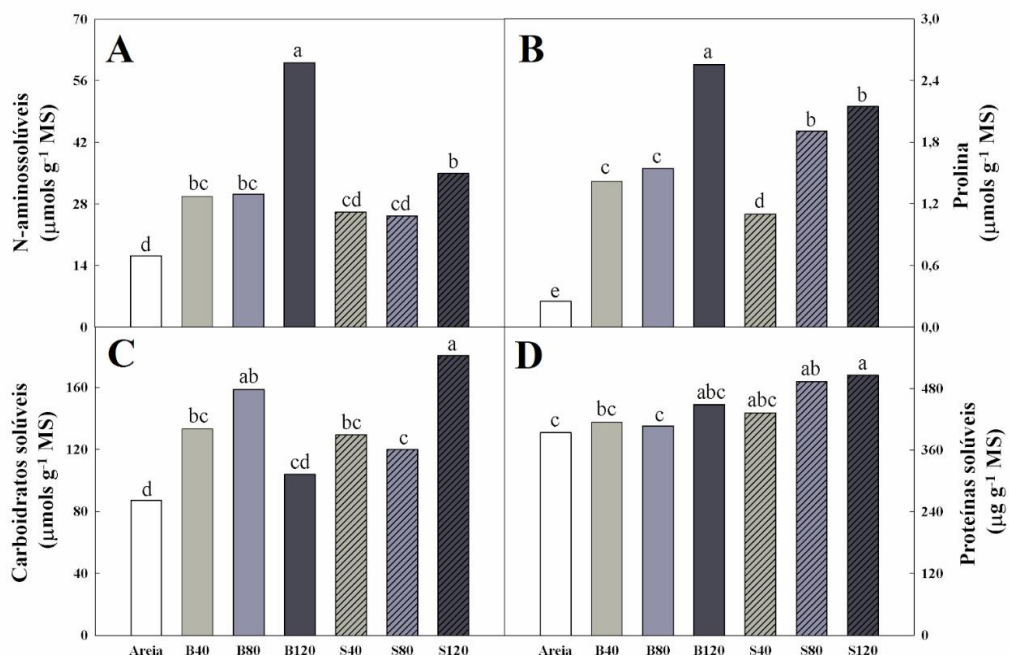 A
N-aminossolúveis
(µmols g⁻¹ MS)
70
56
42
28
14
0
d
bc
bc
a
cd
cd
b
B
Prolina
(µmols g⁻¹ MS)
3,0
2,4
1,8
1,2
0,6
0,0
e
c
c
a
d
b
b
C
Carboidratos solúveis
(µmols g⁻¹ MS)
160
120
80
40
0
d
bc
ab
cd
bc
c
a
Areia B40 B80 B120 S40 S80 S120
D
Proteínas solúveis
(µg g⁻¹ MS)
480
360
240
120
0
c
bc
c
abc
abc
ab
a
Areia B40 B80 B120 S40 S80 S120